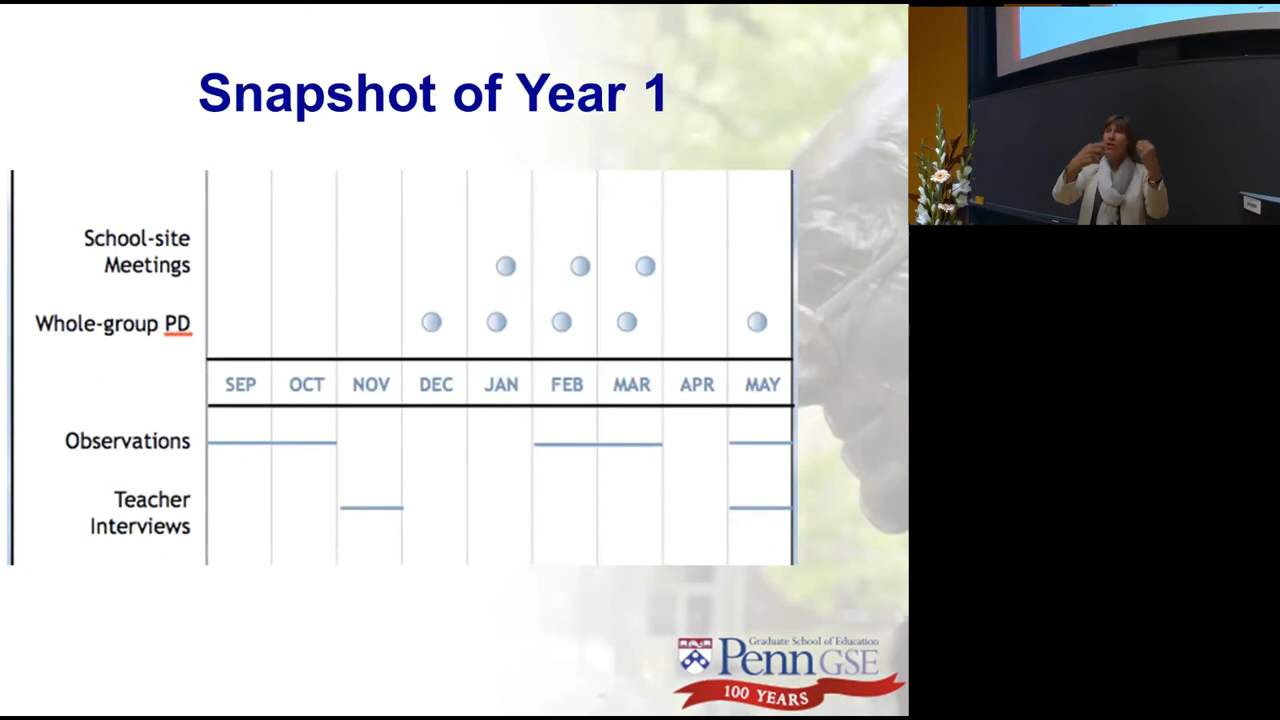 Snapshot of Year 1
School-site
Meetings
Whole-group PD
SEP OCT NOV DEC JAN FEB MAR APR MAY
Observations
Teacher
Interviews
Graduate School of Education
Penn GSE
100 YEARS